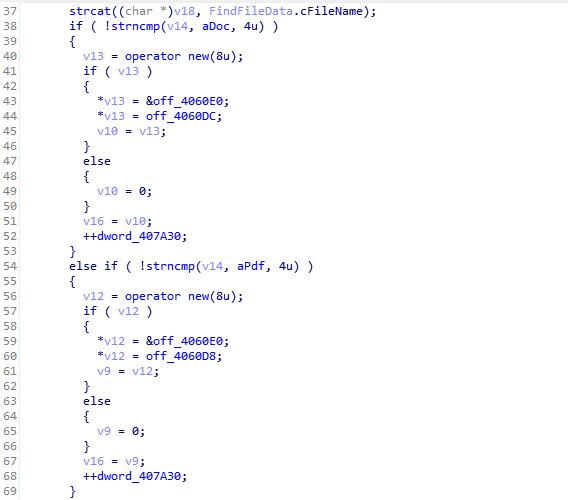 37 strcat((char *)v18, FindFileData.cFileName);
38 if ( !strncmp(v14, aDoc, 4u) )
39 {
40 v13 = operator new(8u);
41 if ( v13 )
42 {
43 *v13 = &off_4060E0;
44 *v13 = off_4060DC;
45 v10 = v13;
46 }
47 else
48 {
49 v10 = 0;
50 }
51 v16 = v10;
52 ++dword_407A30;
53 }
54 else if ( !strncmp(v14, aPdf, 4u) )
55 {
56 v12 = operator new(8u);
57 if ( v12 )
58 {
59 *v12 = &off_4060E0;
60 *v12 = off_4060D8;
61 v9 = v12;
62 }
63 else
64 {
65 v9 = 0;
66 }
67 v16 = v9;
68 ++dword_407A30;
69 }